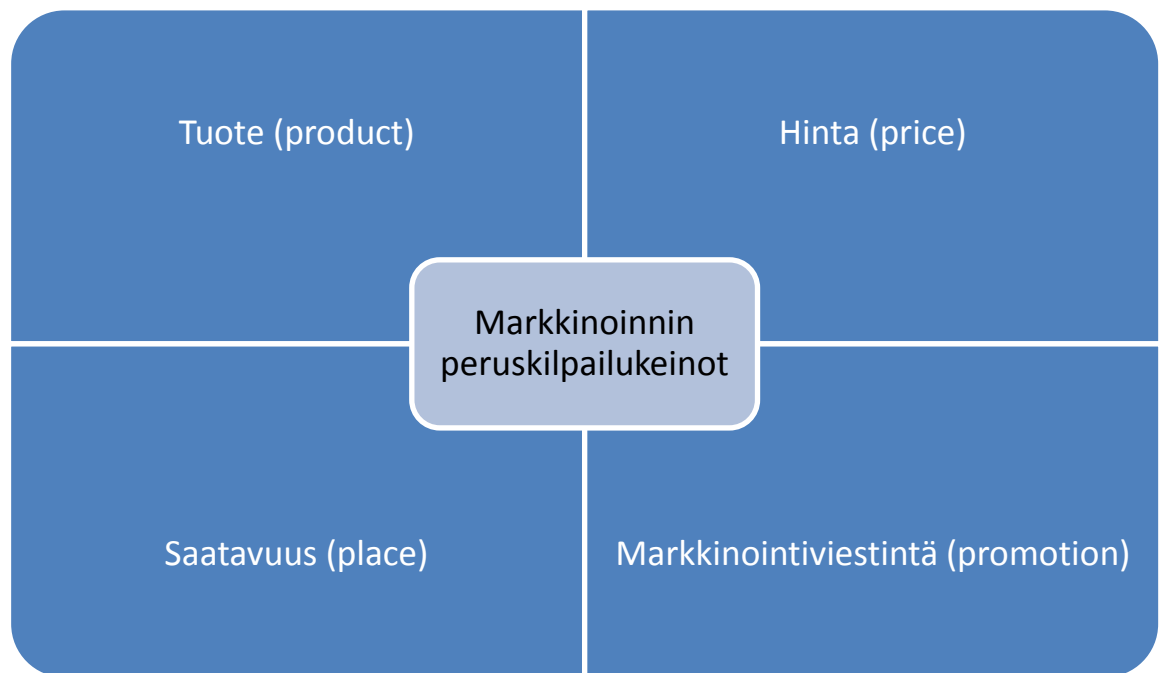 Tuote (product)
Hinta (price)
Markkinoinnin
peruskilpailukeinot
Saatavuus (place)
Markkinointiviestintä (promotion)